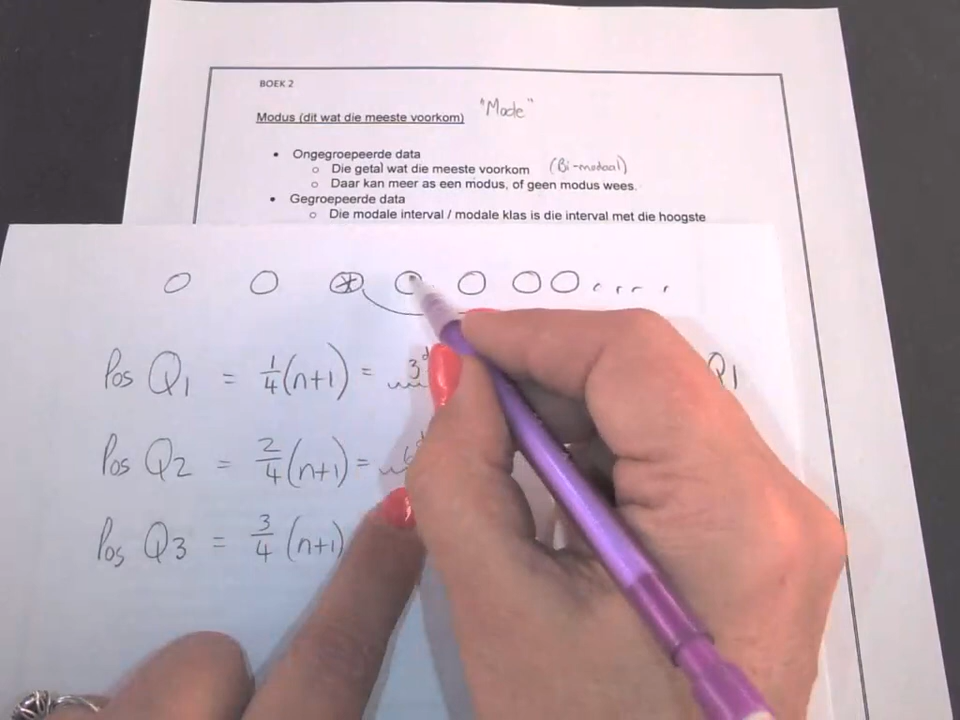 BOEK 2
Modus (dit wat die meeste voorkom) "Mode"
• Ongegroepeerde data
o Die getal wat die meeste voorkom (Bi-modaal)
o Daar kan meer as een modus, of geen modus wees.
• Gegroepeerde data
o Die modale interval / modale klas is die interval met die hoogste
Pos Q1 = 1/4 (n+1) = 3 Q1
Pos Q2 = 2/4 (n+1) = 6
Pos Q3 = 3/4 (n+1)